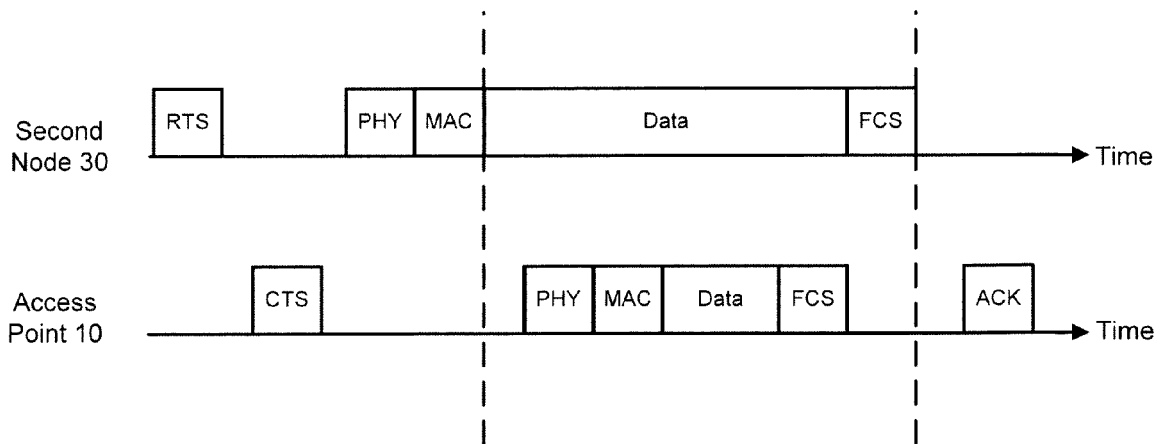 RTS
PHY
MAC
Data
FCS
Second
Node 30
Time
CTS
PHY
MAC
Data
FCS
ACK
Access
Point 10
Time